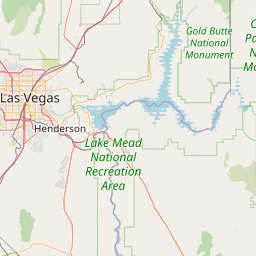 Gold Butte
National
Monument
Las Vegas
Henderson
Lake Mead
National
Recreation
Area